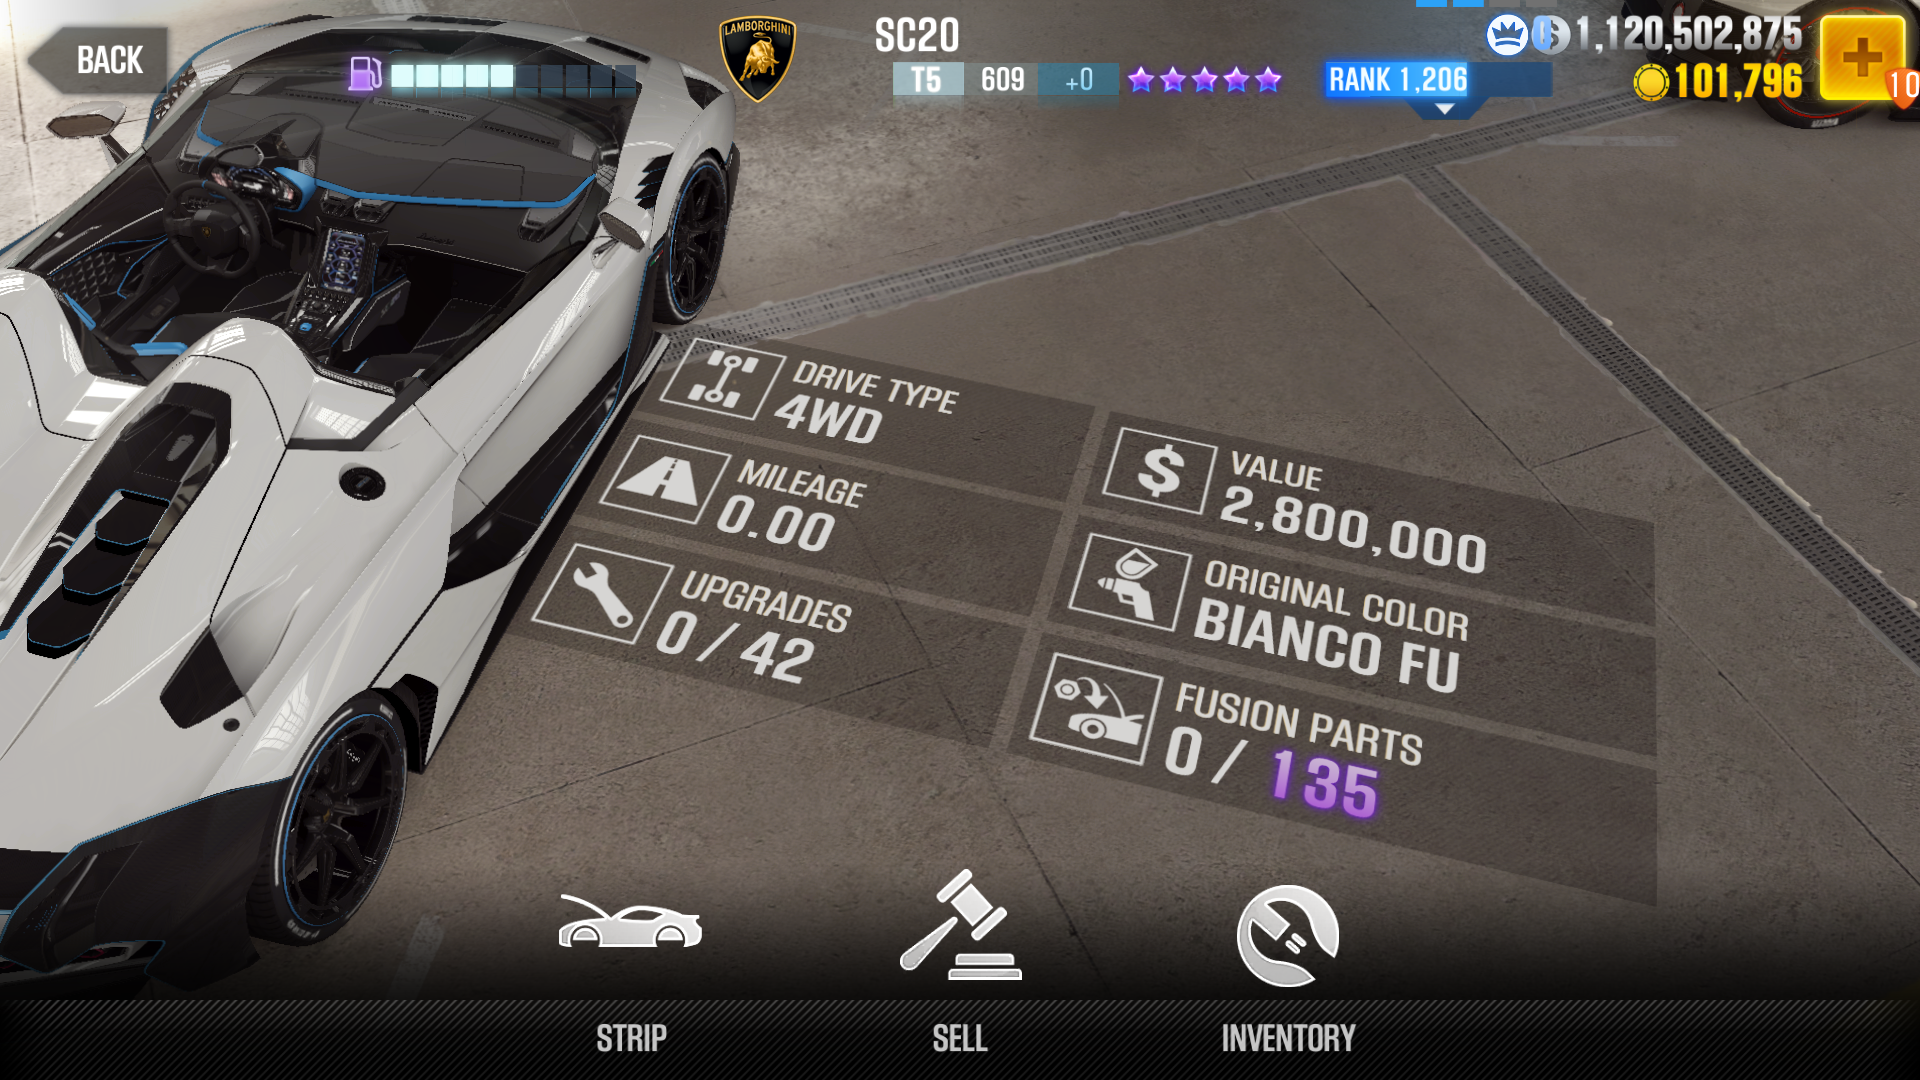 BACK
LAMBORGHINI
SC20
T5 609 +0
RANK 1,206
1,120,502,875
101,796
10
DRIVE TYPE
4WD
MILEAGE
0.00
UPGRADES
0 / 42
VALUE
2,800,000
ORIGINAL COLOR
BIANCO FU
FUSION PARTS
0 / 135
STRIP
SELL
INVENTORY